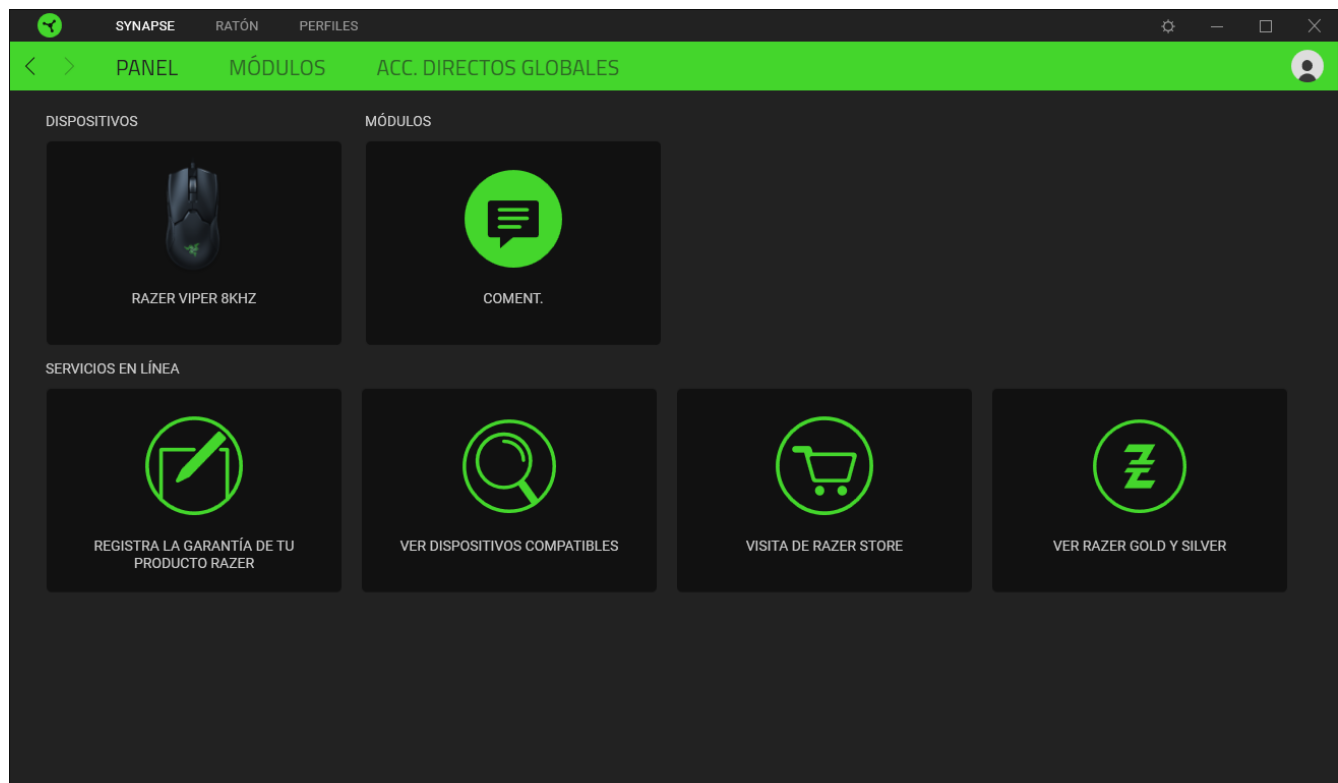 SYNAPSE RATÓN PERFILES
PANEL MÓDULOS ACC. DIRECTOS GLOBALES
DISPOSITIVOS MÓDULOS
RAZER VIPER 8KHZ COMENT.
SERVICIOS EN LÍNEA
REGISTRA LA GARANTÍA DE TU
PRODUCTO RAZER
VER DISPOSITIVOS COMPATIBLES
VISITA DE RAZER STORE
VER RAZER GOLD Y SILVER